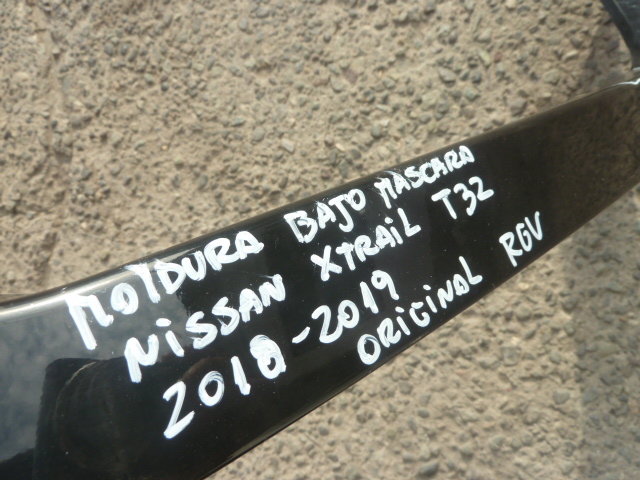 MOLDURA BAJO MASCARA
NISSAN XTRAIL T32
2018-2019
ORIGINAL RGV